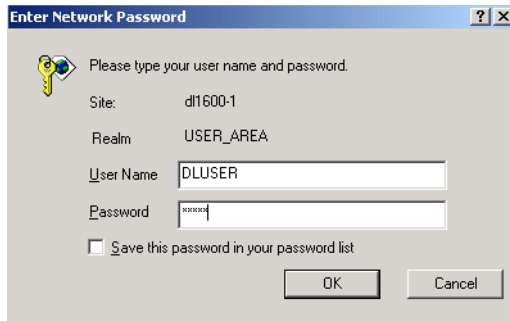 Enter Network Password ? X
Please type your user name and password.
Site: dl1600-1
Realm USER_AREA
User Name DLUSER
Password *****
Save this password in your password list
OK Cancel